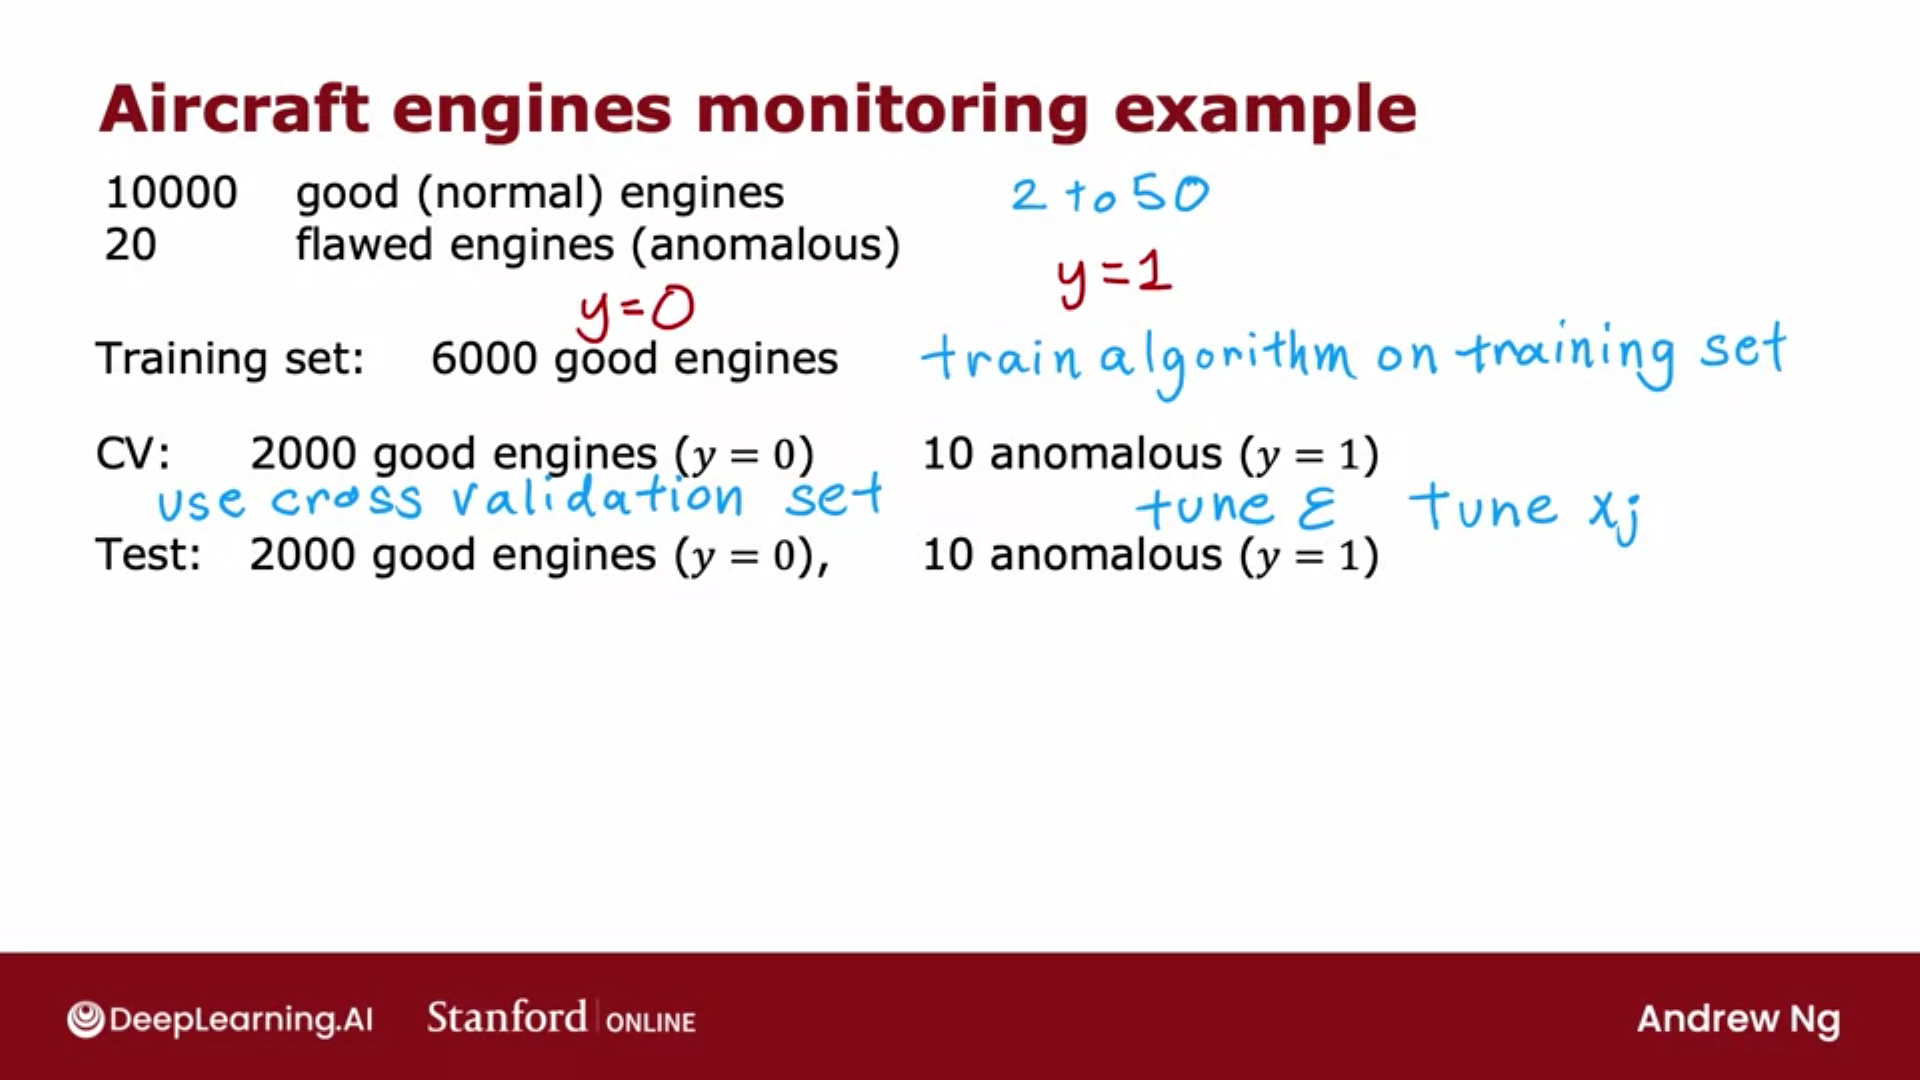 Aircraft engines monitoring example
10000 good (normal) engines 2 to 50
20 flawed engines (anomalous) y=1
y=0
Training set: 6000 good engines train algorithm on training set
CV: 2000 good engines (y = 0) 10 anomalous (y = 1)
use cross validation set tune ε tune xj
Test: 2000 good engines (y = 0), 10 anomalous (y = 1)
DeepLearning.AI Stanford ONLINE Andrew Ng